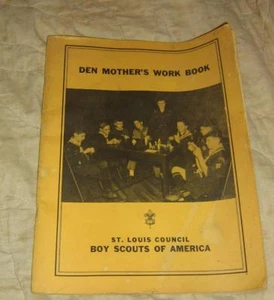 DEN MOTHER'S WORK BOOK
ST. LOUIS COUNCIL
BOY SCOUTS OF AMERICA